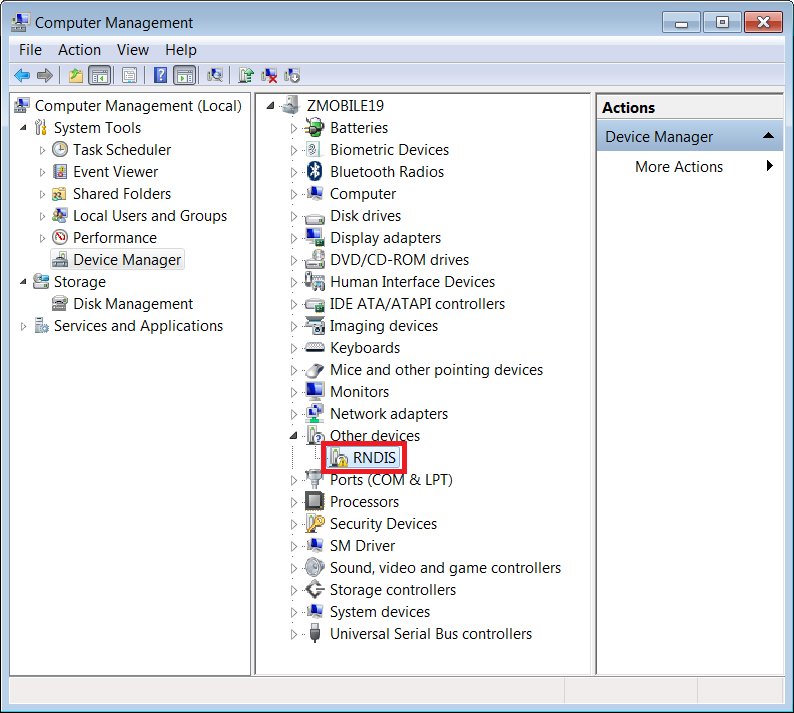 Computer Management
File Action View Help
Computer Management (Local)
System Tools
Task Scheduler
Event Viewer
Shared Folders
Local Users and Groups
Performance
Device Manager
Storage
Disk Management
Services and Applications
ZMOBILE19
Batteries
Biometric Devices
Bluetooth Radios
Computer
Disk drives
Display adapters
DVD/CD-ROM drives
Human Interface Devices
IDE ATA/ATAPI controllers
Imaging devices
Keyboards
Mice and other pointing devices
Monitors
Network adapters
Other devices
RNDIS
Ports (COM & LPT)
Processors
Security Devices
SM Driver
Sound, video and game controllers
Storage controllers
System devices
Universal Serial Bus controllers
Actions
Device Manager
More Actions